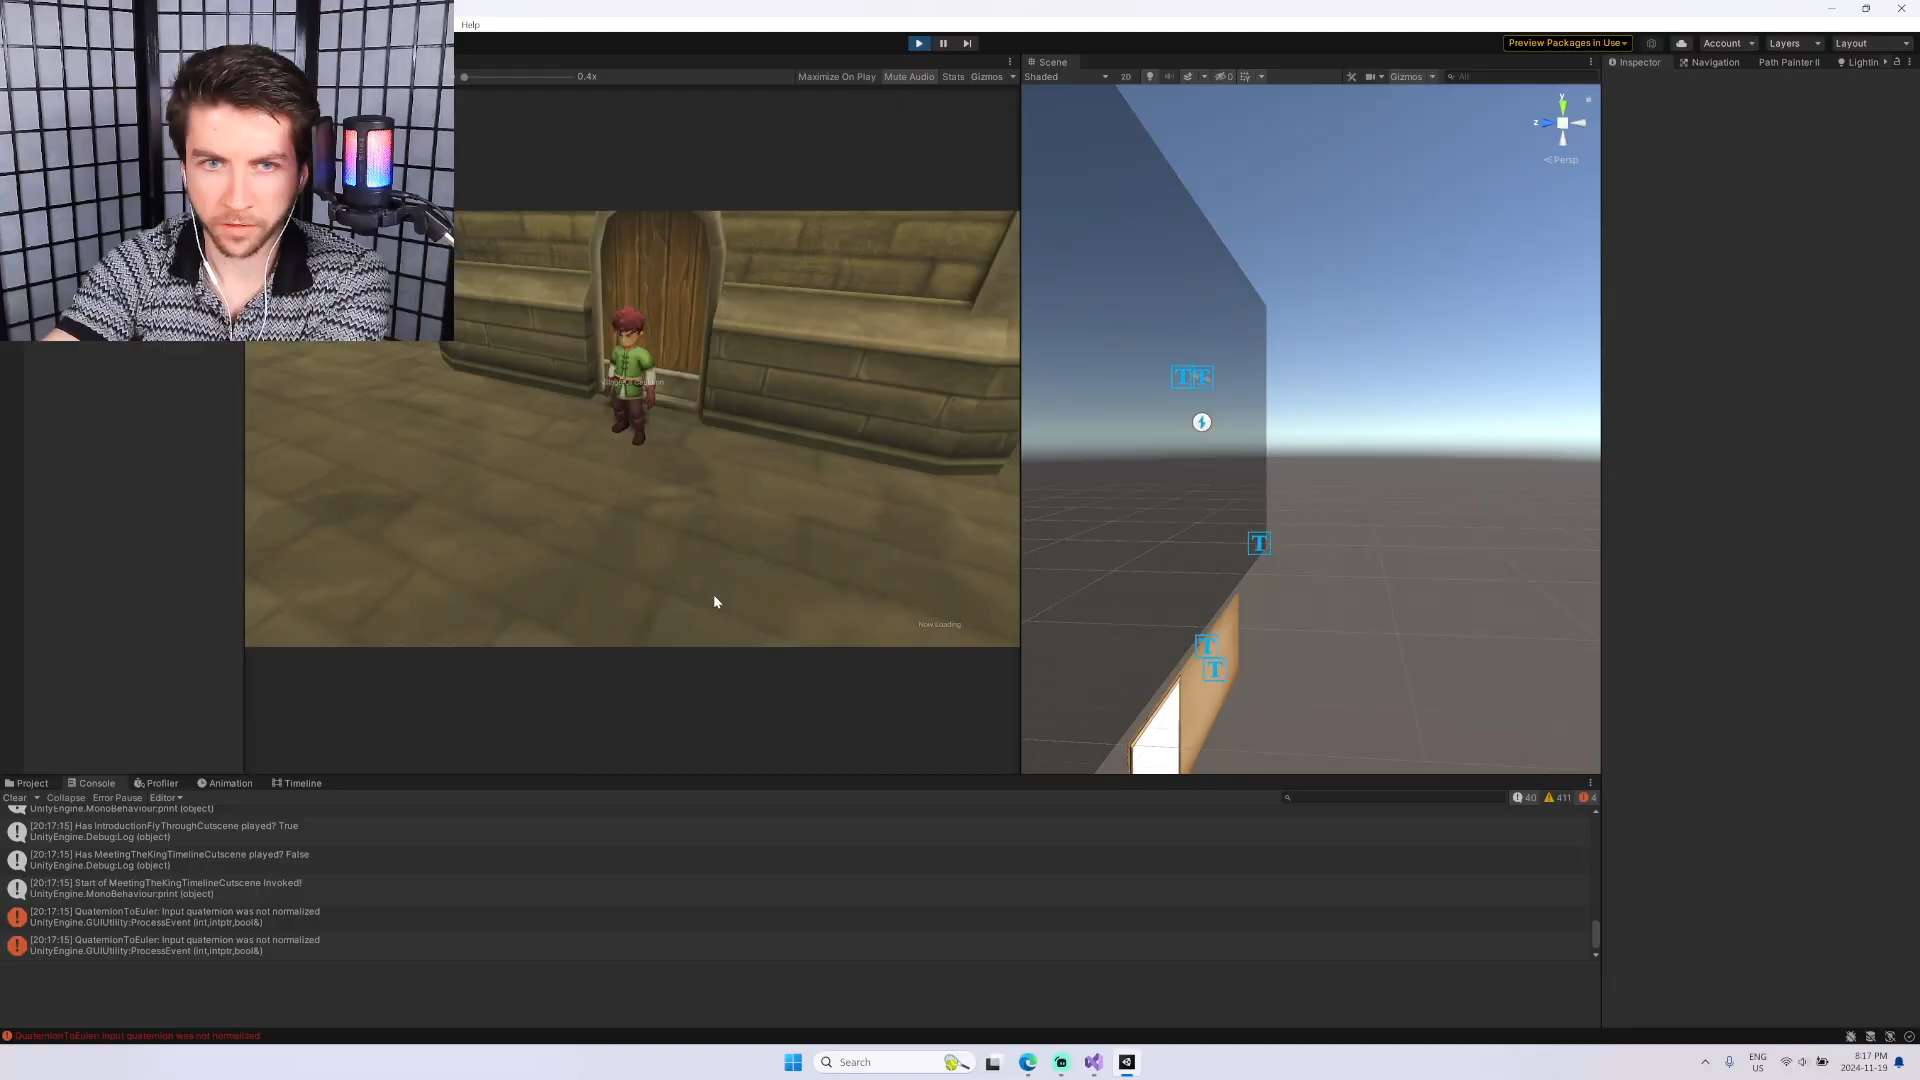 Help
Preview Packages in Use
Account
Layers
Layout
0.4x
Maximize On Play
Mute Audio
Stats
Gizmos
Scene
Shaded
2D
0
Gizmos
All
Inspector
Navigation
Path Painter II
Lightin
y
z
Persp
Village Of Cauldron
Now Loading
T
T
T
T
T
Project
Console
Profiler
Animation
Timeline
Clear
Collapse
Error Pause
Editor
40
411
4
UnityEngine.MonoBehaviour:print (object)
[20:17:15] Has IntroductionFlyThroughCutscene played? True
UnityEngine.Debug:Log (object)
[20:17:15] Has MeetingTheKingTimelineCutscene played? False
UnityEngine.Debug:Log (object)
[20:17:15] Start of MeetingTheKingTimelineCutscene Invoked!
UnityEngine.MonoBehaviour:print (object)
[20:17:15] QuaternionToEuler: Input quaternion was not normalized
UnityEngine.GUIUtility:ProcessEvent (int,intptr,bool&)
[20:17:15] QuaternionToEuler: Input quaternion was not normalized
UnityEngine.GUIUtility:ProcessEvent (int,intptr,bool&)
QuaternionToEuler: Input quaternion was not normalized
Search
ENG
US
8:17 PM
2024-11-19